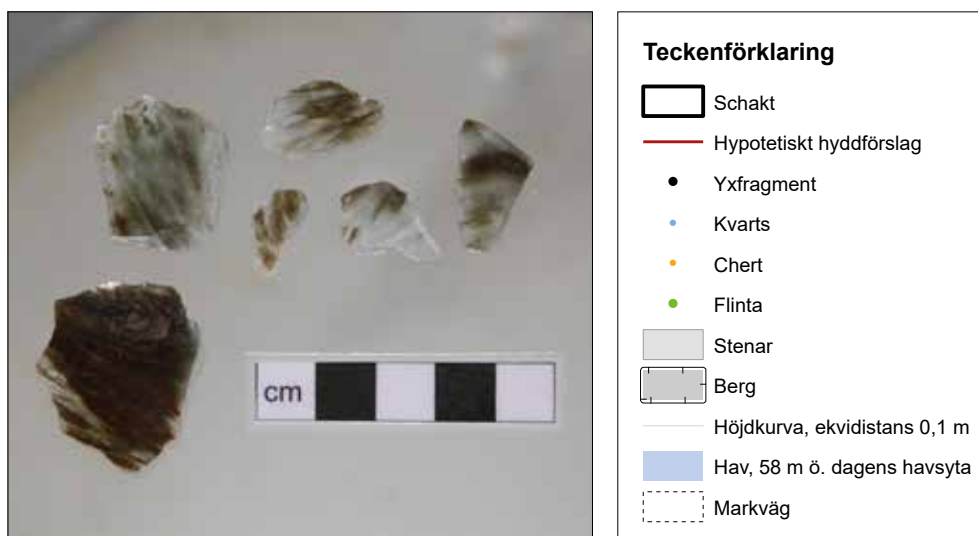 cm
Teckenförklaring
Schakt
Hypotetiskt hyddförslag
Yxfragment
Kvarts
Chert
Flinta
Stenar
Berg
Höjdkurva, ekvidistans 0,1 m
Hav, 58 m ö. dagens havsyta
Markväg